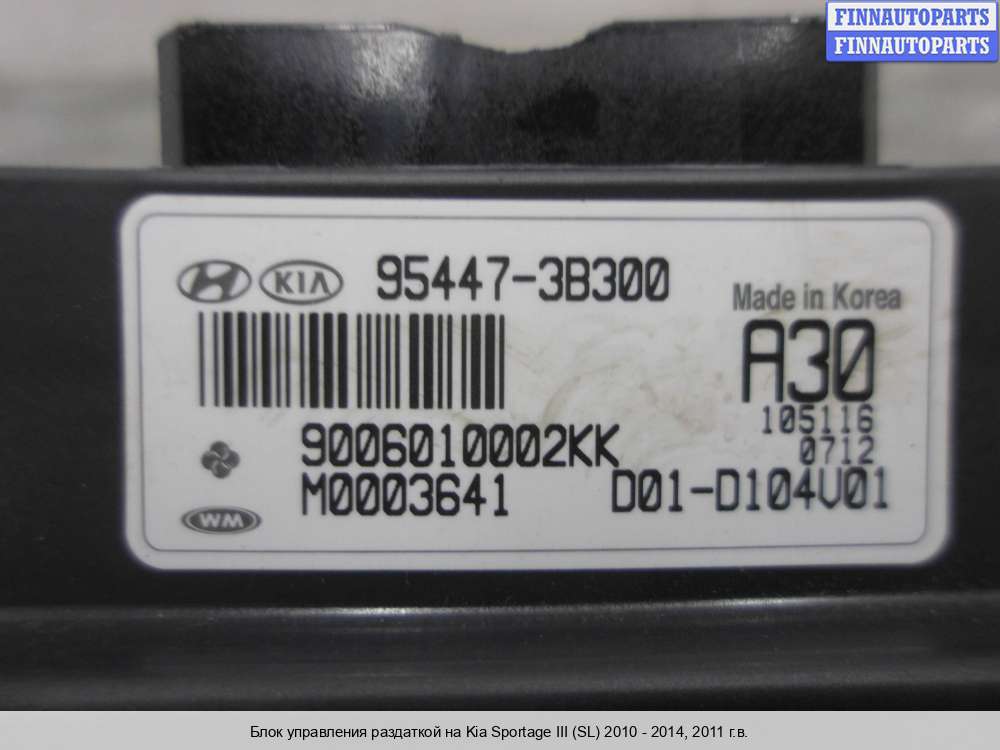 FINNAUTOPARTS
FINNAUTOPARTS
KIA 95447-3B300
Made in Korea
A30
105116
0712
9006010002KK
M0003641 D01-D104V01
WM
Блок управления раздаткой на Kia Sportage III (SL) 2010 - 2014, 2011 г.в.